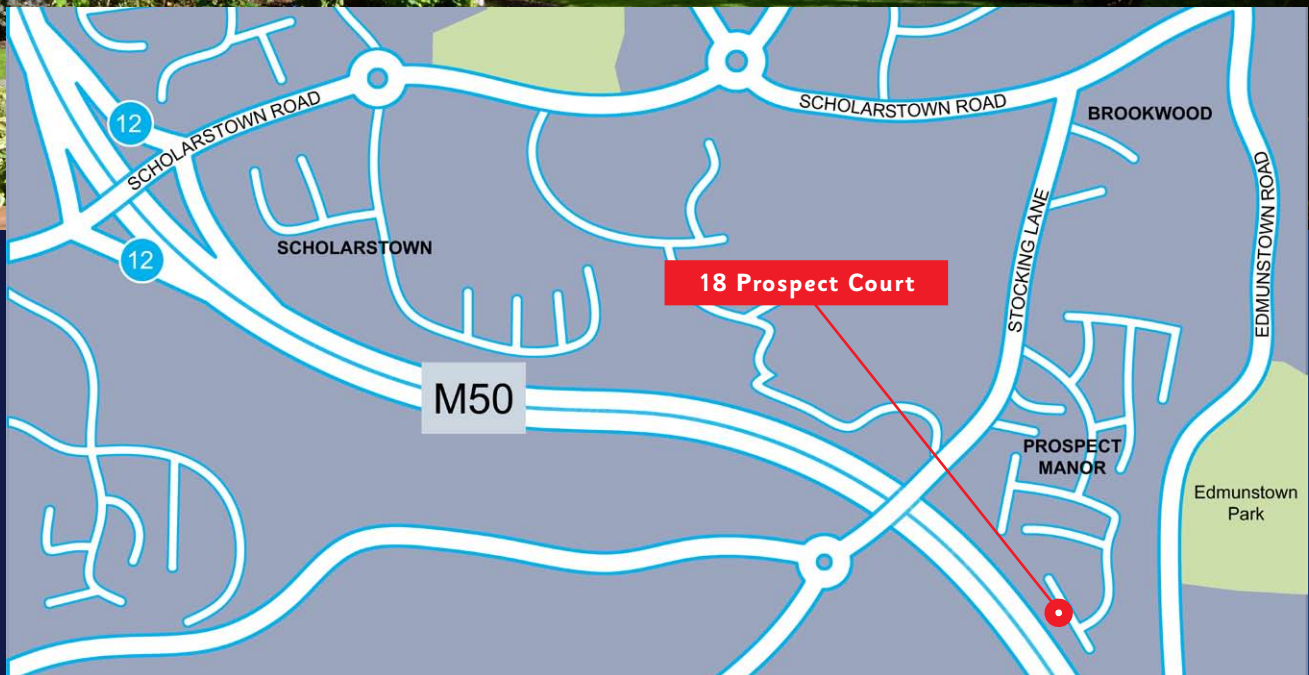 12
SCHOLARSTOWN ROAD
SCHOLARSTOWN ROAD
BROOKWOOD
12
SCHOLARSTOWN
EDMUNSTOWN ROAD
STOCKING LANE
18 Prospect Court
M50
PROSPECT
MANOR
Edmunstown
Park